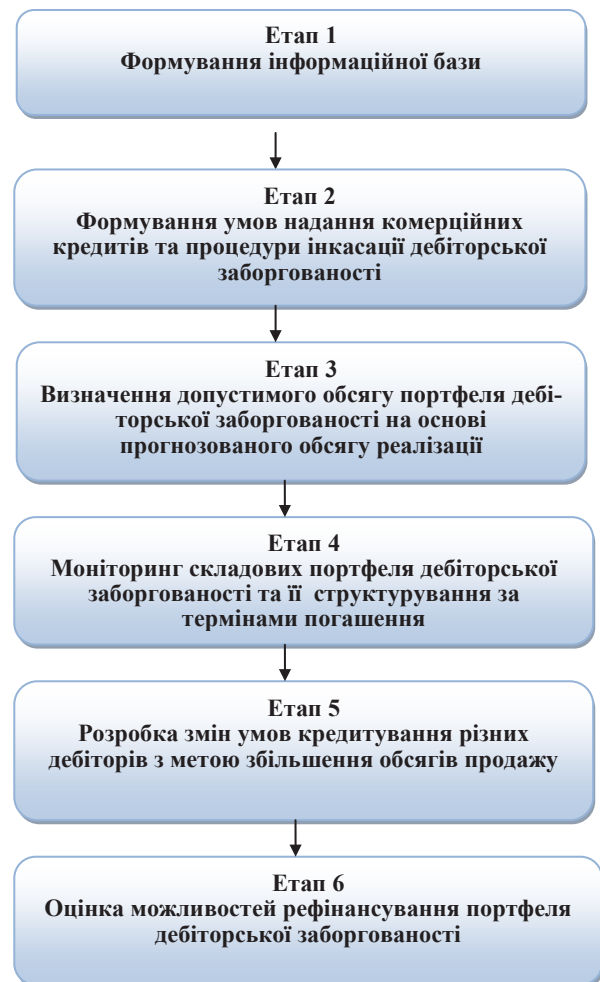 Етап 1
Формування інформаційної бази
Етап 2
Формування умов надання комерційних
кредитів та процедури інкасації дебіторської
заборгованості
Етап 3
Визначення допустимого обсягу портфеля дебі-
торської заборгованості на основі
прогнозованого обсягу реалізації
Етап 4
Моніторинг складових портфеля дебіторської
заборгованості та її структурування за
термінами погашення
Етап 5
Розробка змін умов кредитування різних
дебіторів з метою збільшення обсягів продажу
Етап 6
Оцінка можливостей рефінансування портфеля
дебіторської заборгованості